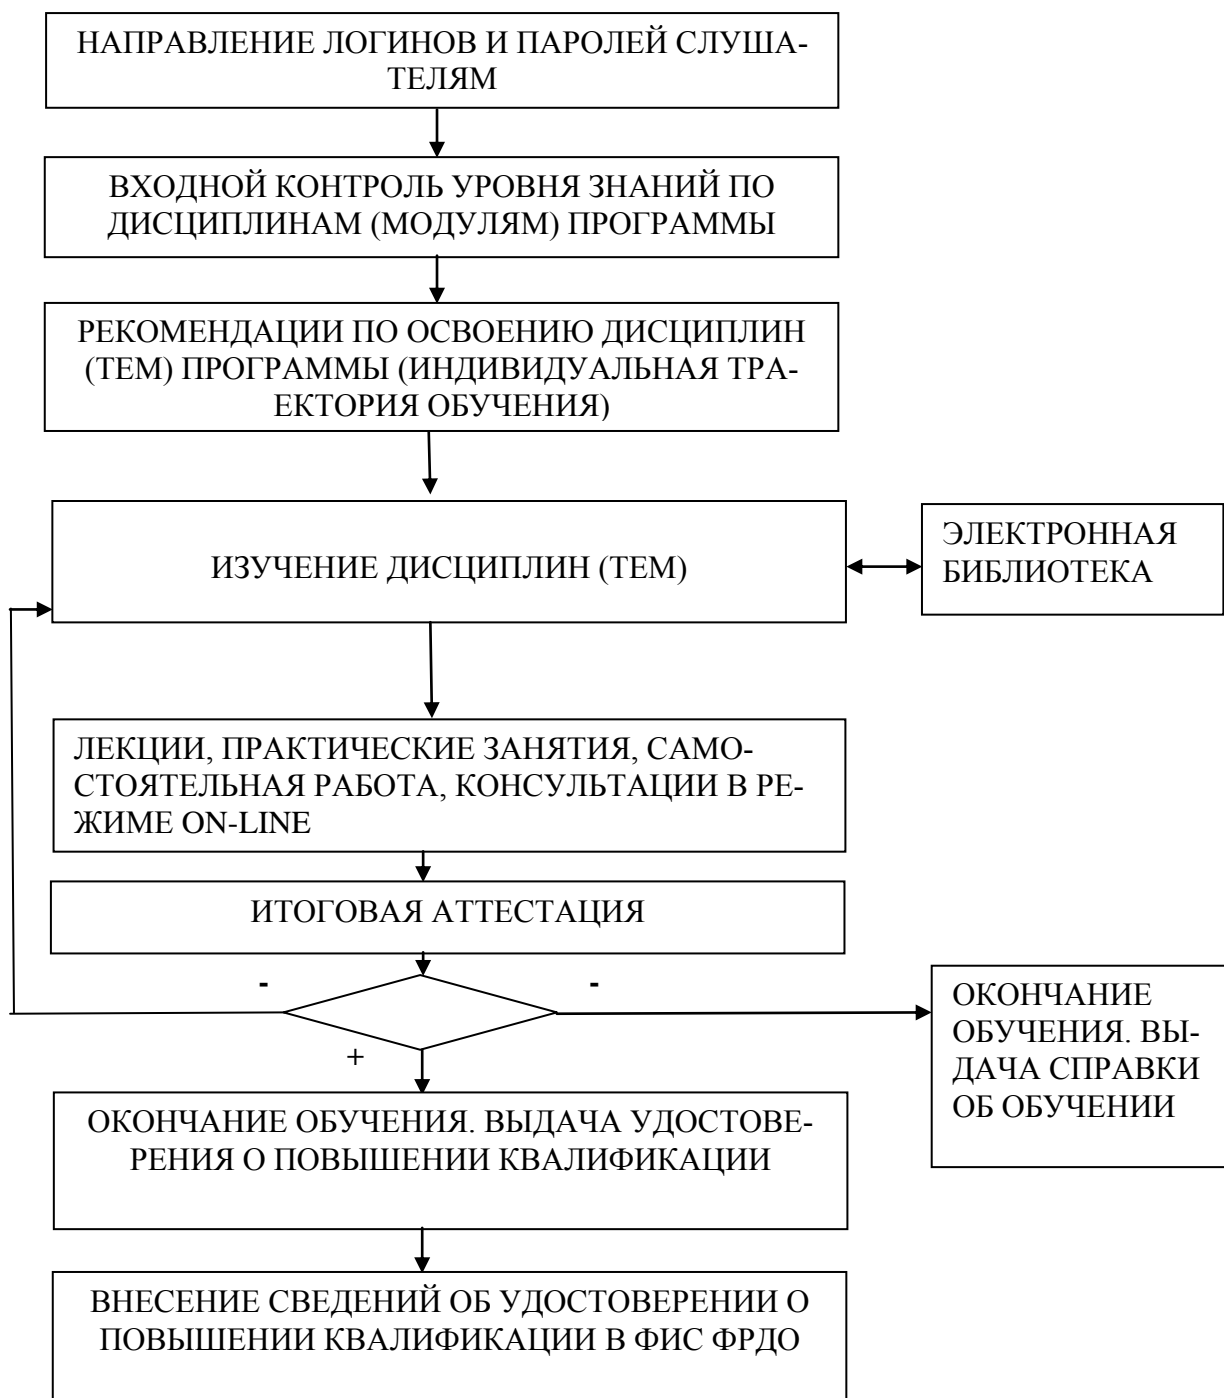 НАПРАВЛЕНИЕ ЛОГИНОВ И ПАРОЛЕЙ СЛУША-
ТЕЛЯМ
ВХОДНОЙ КОНТРОЛЬ УРОВНЯ ЗНАНИЙ ПО
ДИСЦИПЛИНАМ (МОДУЛЯМ) ПРОГРАММЫ
РЕКОМЕНДАЦИИ ПО ОСВОЕНИЮ ДИСЦИПЛИН
(ТЕМ) ПРОГРАММЫ (ИНДИВИДУАЛЬНАЯ ТРА-
ЕКТОРИЯ ОБУЧЕНИЯ)
ИЗУЧЕНИЕ ДИСЦИПЛИН (ТЕМ)
ЭЛЕКТРОННАЯ
БИБЛИОТЕКА
ЛЕКЦИИ, ПРАКТИЧЕСКИЕ ЗАНЯТИЯ, САМО-
СТОЯТЕЛЬНАЯ РАБОТА, КОНСУЛЬТАЦИИ В РЕ-
ЖИМЕ ON-LINE
ИТОГОВАЯ АТТЕСТАЦИЯ
-
-
+
ОКОНЧАНИЕ
ОБУЧЕНИЯ. ВЫ-
ДАЧА СПРАВКИ
ОБ ОБУЧЕНИИ
ОКОНЧАНИЕ ОБУЧЕНИЯ. ВЫДАЧА УДОСТОВЕ-
РЕНИЯ О ПОВЫШЕНИИ КВАЛИФИКАЦИИ
ВНЕСЕНИЕ СВЕДЕНИЙ ОБ УДОСТОВЕРЕНИИ О
ПОВЫШЕНИИ КВАЛИФИКАЦИИ В ФИС ФРДО